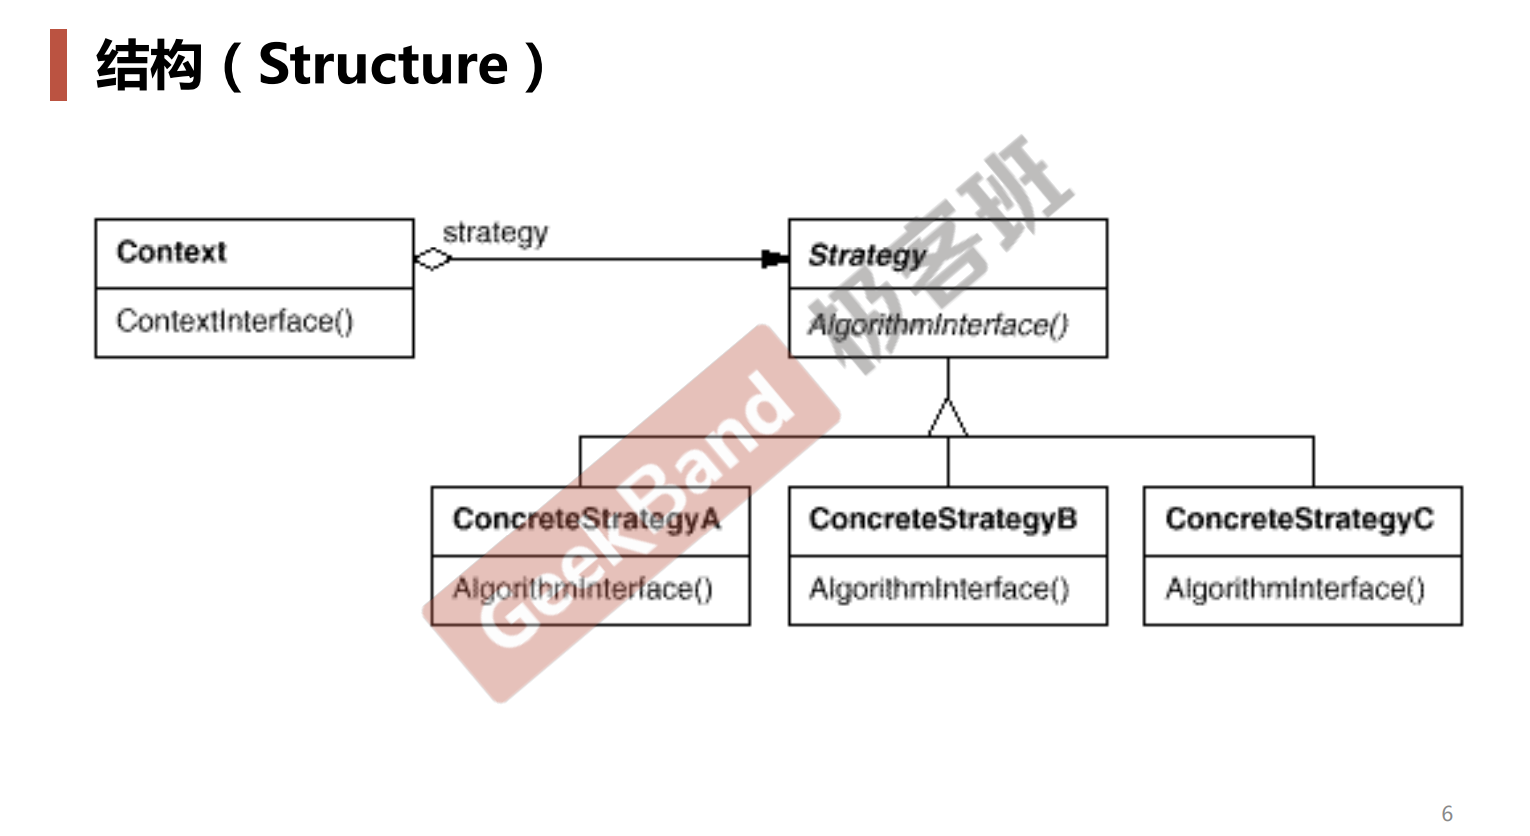 结构（Structure）
strategy
Context
ContextInterface()
Strategy
AlgorithmInterface()
ConcreteStrategyA
AlgorithmInterface()
ConcreteStrategyB
AlgorithmInterface()
ConcreteStrategyC
AlgorithmInterface()
GeekBand
极客班
6